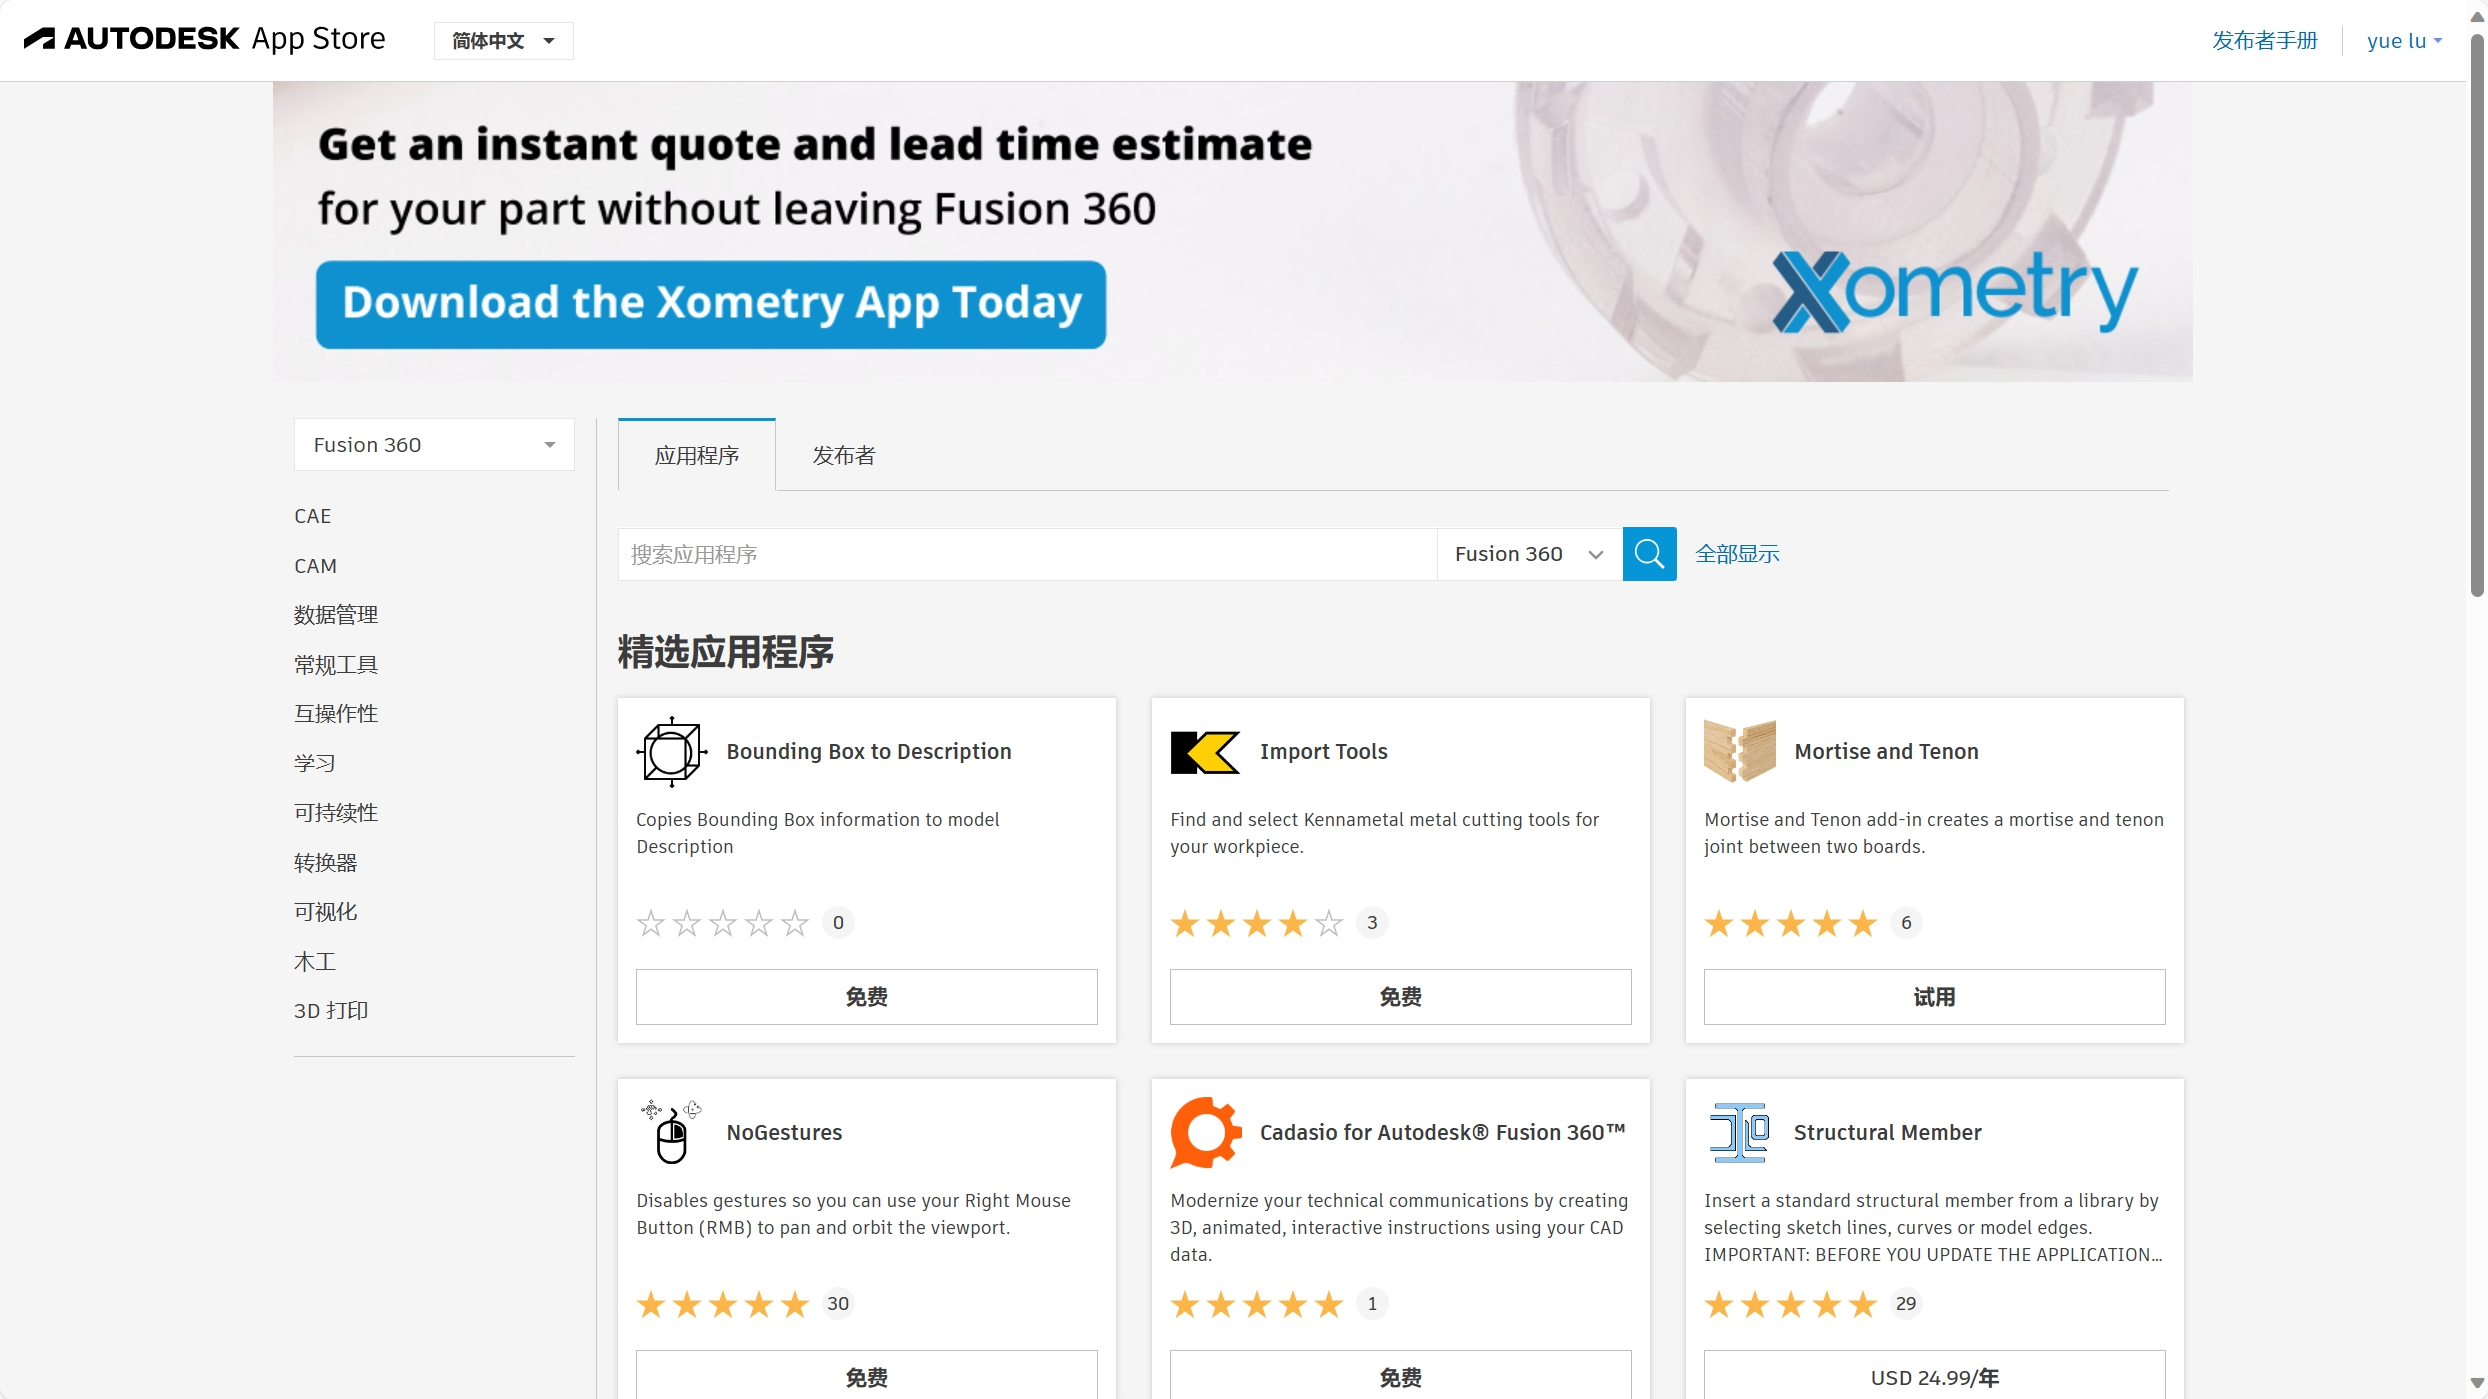 AUTODESK App Store
简体中文
发布者手册
yue lu
Get an instant quote and lead time estimate
for your part without leaving Fusion 360
Download the Xometry App Today
Xometry
Fusion 360
CAE
CAM
数据管理
常规工具
互操作性
学习
可持续性
转换器
可视化
木工
3D 打印
应用程序
发布者
搜索应用程序
Fusion 360
全部显示
精选应用程序
Bounding Box to Description
Copies Bounding Box information to model
Description
0
免费
Import Tools
Find and select Kennametal metal cutting tools for
your workpiece.
3
免费
Mortise and Tenon
Mortise and Tenon add-in creates a mortise and tenon
joint between two boards.
6
试用
NoGestures
Disables gestures so you can use your Right Mouse
Button (RMB) to pan and orbit the viewport.
30
免费
Cadasio for Autodesk® Fusion 360™
Modernize your technical communications by creating
3D, animated, interactive instructions using your CAD
data.
1
免费
Structural Member
Insert a standard structural member from a library by
selecting sketch lines, curves or model edges.
IMPORTANT: BEFORE YOU UPDATE THE APPLICATION...
29
USD 24.99/年